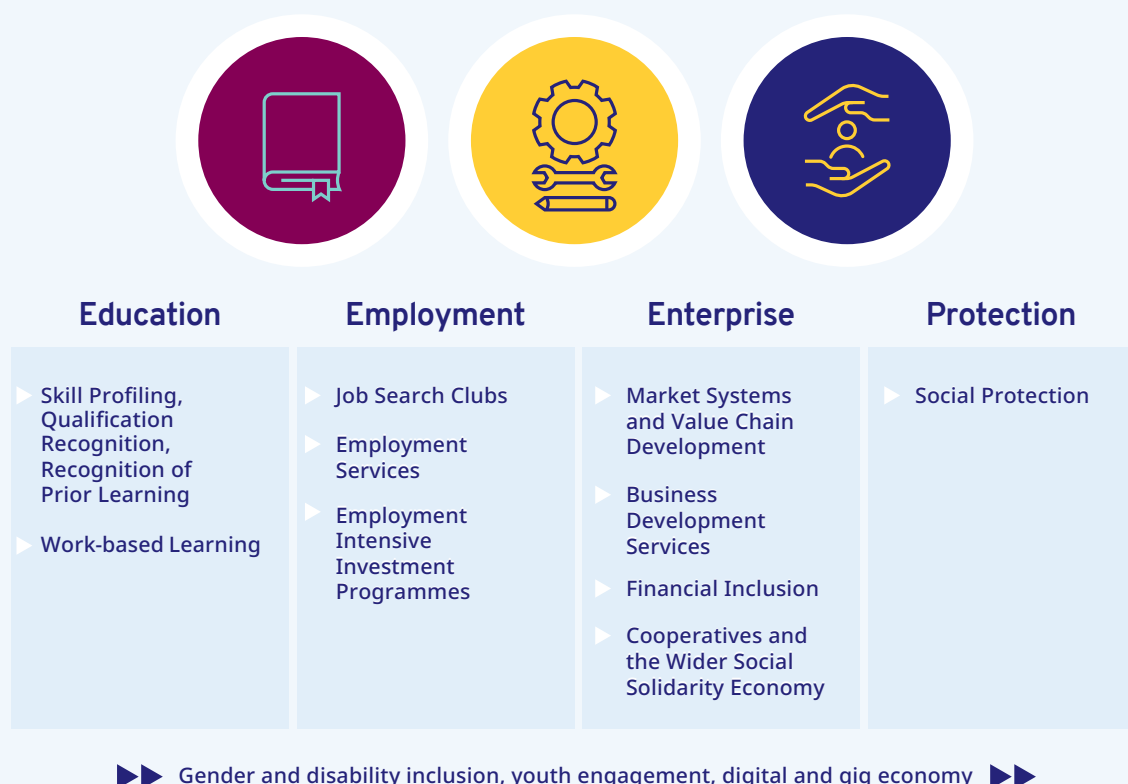 Education
Skill Profiling,
Qualification
Recognition,
Recognition of
Prior Learning
Work-based Learning
Employment
Job Search Clubs
Employment
Services
Employment
Intensive
Investment
Programmes
Enterprise
Market Systems
and Value Chain
Development
Business
Development
Services
Financial Inclusion
Cooperatives and
the Wider Social
Solidarity Economy
Protection
Social Protection
Gender and disability inclusion, youth engagement, digital and gig economy